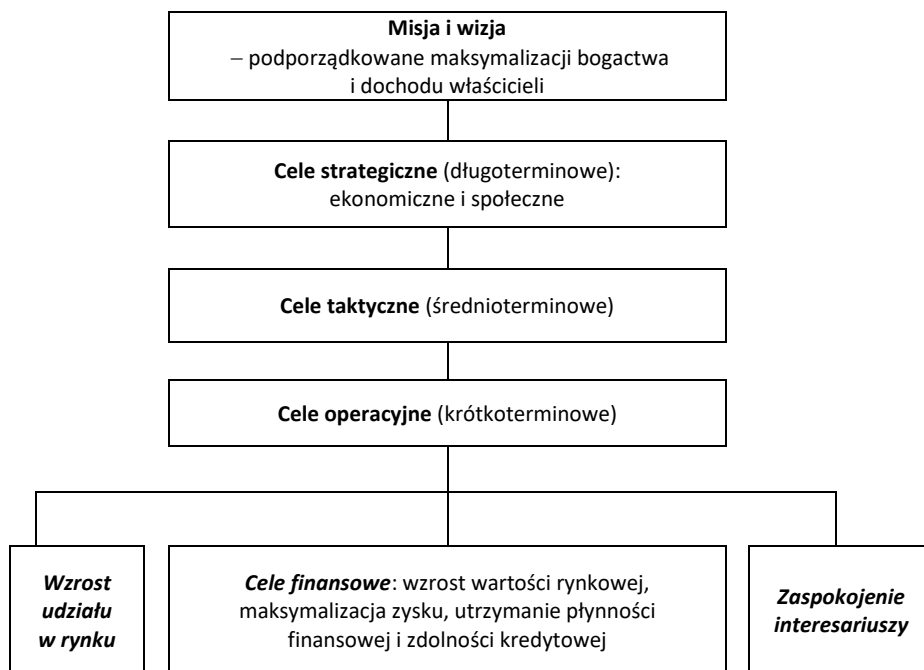 Misja i wizja
– podporządkowane maksymalizacji bogactwa
i dochodu właścicieli
Cele strategiczne (długoterminowe):
ekonomiczne i społeczne
Cele taktyczne (średnioterminowe)
Cele operacyjne (krótkoterminowe)
Wzrost
udziału
w rynku
Cele finansowe: wzrost wartości rynkowej,
maksymalizacja zysku, utrzymanie płynności
finansowej i zdolności kredytowej
Zaspokojenie
interesariuszy